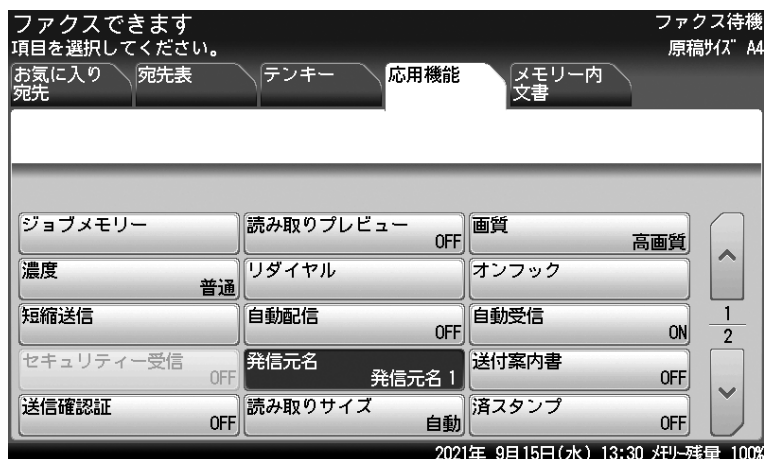 ファクスできます
ファクス待機
項目を選択してください。
原稿ｻｲｽﾞ A4
お気に入り
宛先
宛先表
テンキー
応用機能
メモリー内
文書
ジョブメモリー
読み取りプレビュー
OFF
画質
高画質
濃度
普通
リダイヤル
オンフック
短縮送信
自動配信
OFF
自動受信
ON
1
2
セキュリティー受信
OFF
発信元名
発信元名 1
送付案内書
OFF
送信確認証
OFF
読み取りサイズ
自動
済スタンプ
OFF
2021年 9月15日(水) 13:30 ﾒﾓﾘｰ残量 100%